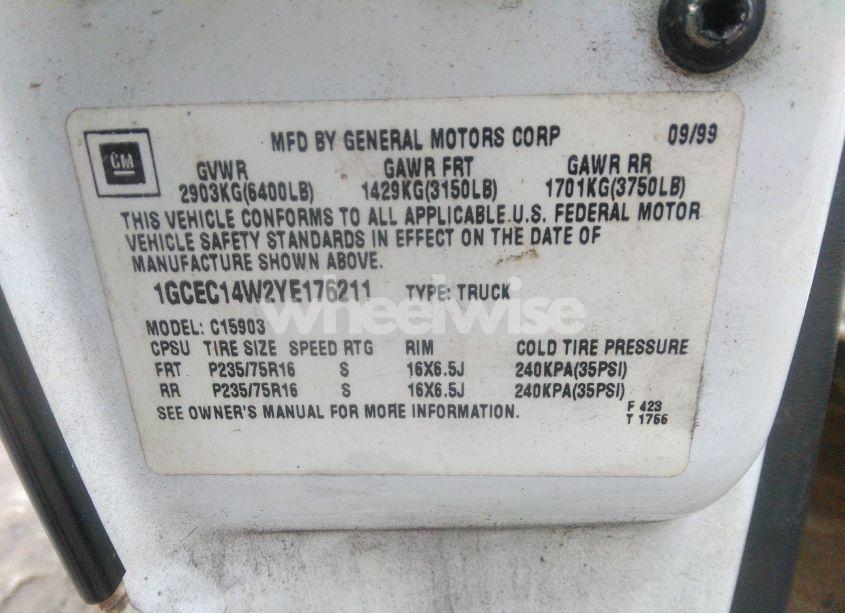 GM
MFD BY GENERAL MOTORS CORP 09/99
GVWR GAWR FRT GAWR RR
2903KG(6400LB) 1429KG(3150LB) 1701KG(3750LB)
THIS VEHICLE CONFORMS TO ALL APPLICABLE U.S. FEDERAL MOTOR
VEHICLE SAFETY STANDARDS IN EFFECT ON THE DATE OF
MANUFACTURE SHOWN ABOVE.
1GCEC14W2YE176211 TYPE: TRUCK
wheelwise
MODEL: C15903
CPSU TIRE SIZE SPEED RTG RIM COLD TIRE PRESSURE
FRT P235/75R16 S 16X6.5J 240KPA(35PSI)
RR P235/75R16 S 16X6.5J 240KPA(35PSI)
SEE OWNER'S MANUAL FOR MORE INFORMATION.
F 423
T 1766